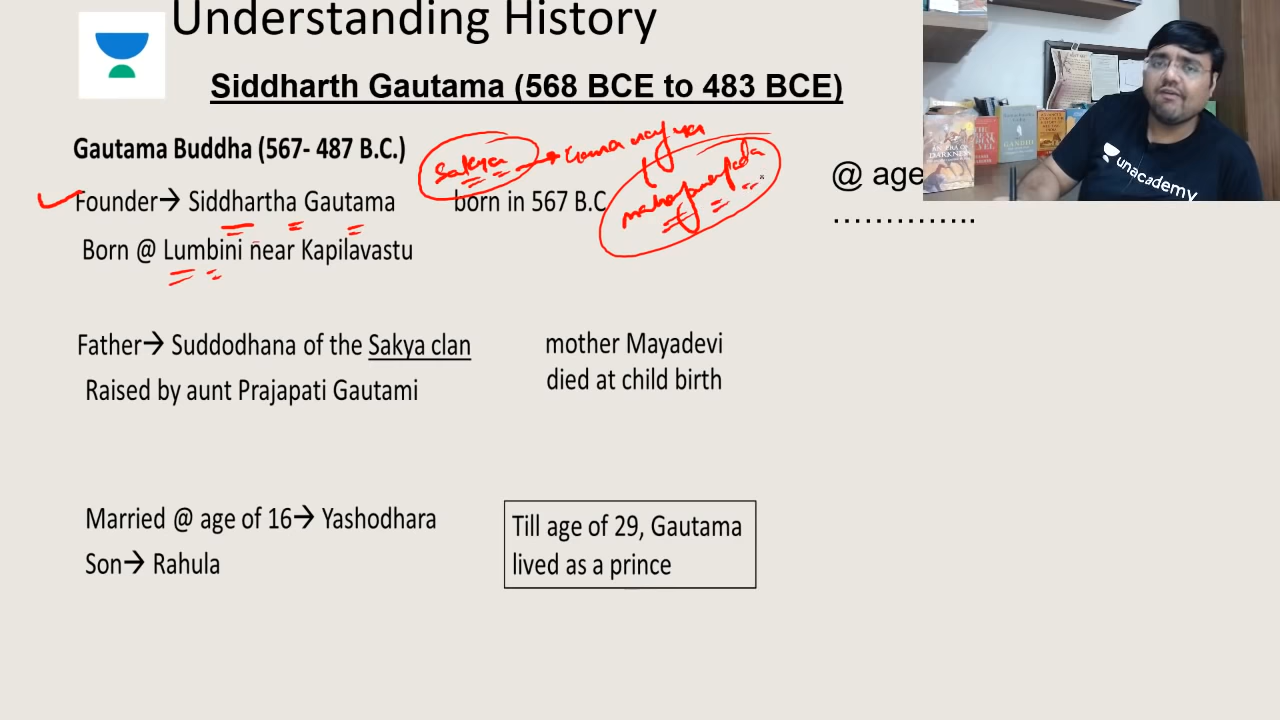 Understanding History
Siddharth Gautama (568 BCE to 483 BCE)
Gautama Buddha (567- 487 B.C.)
Sakya
@ age
Founder→ Siddhartha Gautama born in 567 B.C
…………..
Born @ Lumbini near Kapilavastu
Father→ Suddodhana of the Sakya clan
mother Mayadevi
died at child birth
Raised by aunt Prajapati Gautami
Married @ age of 16→ Yashodhara
Son→ Rahula
Till age of 29, Gautama
lived as a prince
unacademy
GANDHI
DARKNESS